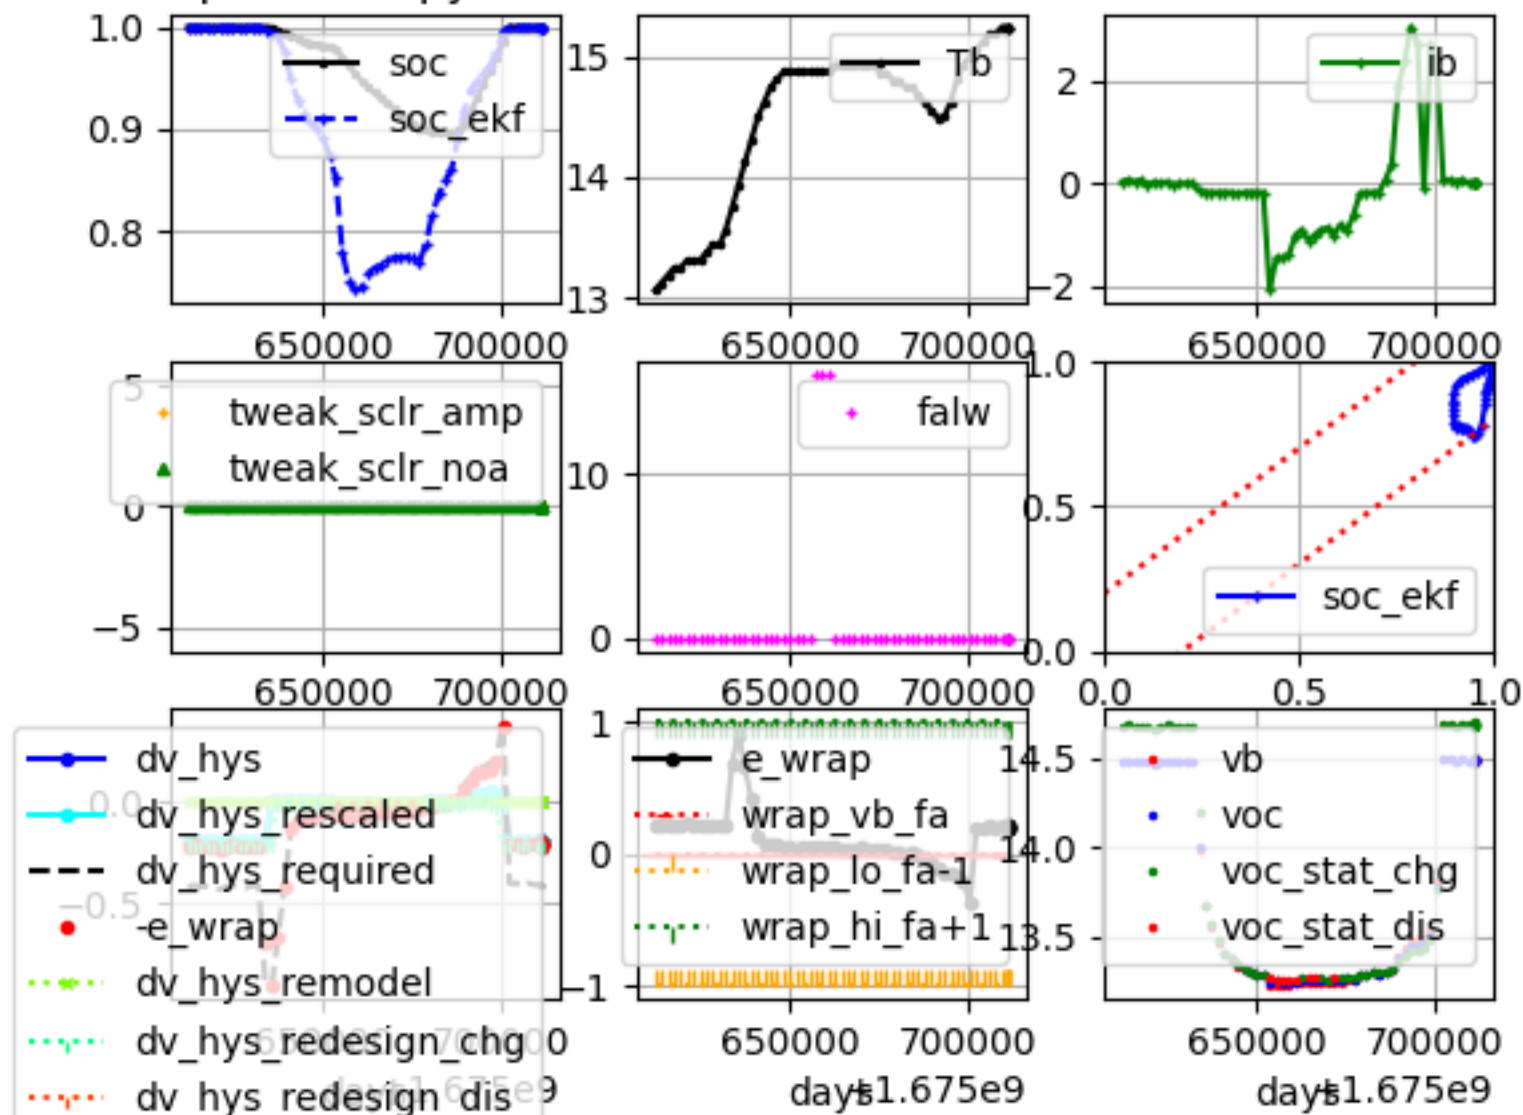 1.0
0.9
0.8
soc
soc_ekf
650000 700000
15
14
13
Tb
650000 700000
2
0
−2
ib
650000 700000
5
0
−5
tweak_sclr_amp
tweak_sclr_noa
650000 700000
10
0
falw
650000 700000
1.0
0.5
0.0
soc_ekf
0.0 0.5 1.0
0.0
−0.5
dv_hys
dv_hys_rescaled
dv_hys_required
-e_wrap
dv_hys_remodel
dv_hys_redesign_chg
dv_hys_redesign_dis
1
0
−1
e_wrap
wrap_vb_fa
wrap_lo_fa-1
wrap_hi_fa+1
650000 700000
days +1.675e9
14.5
14.0
13.5
vb
voc
voc_stat_chg
voc_stat_dis
650000 700000
days +1.675e9